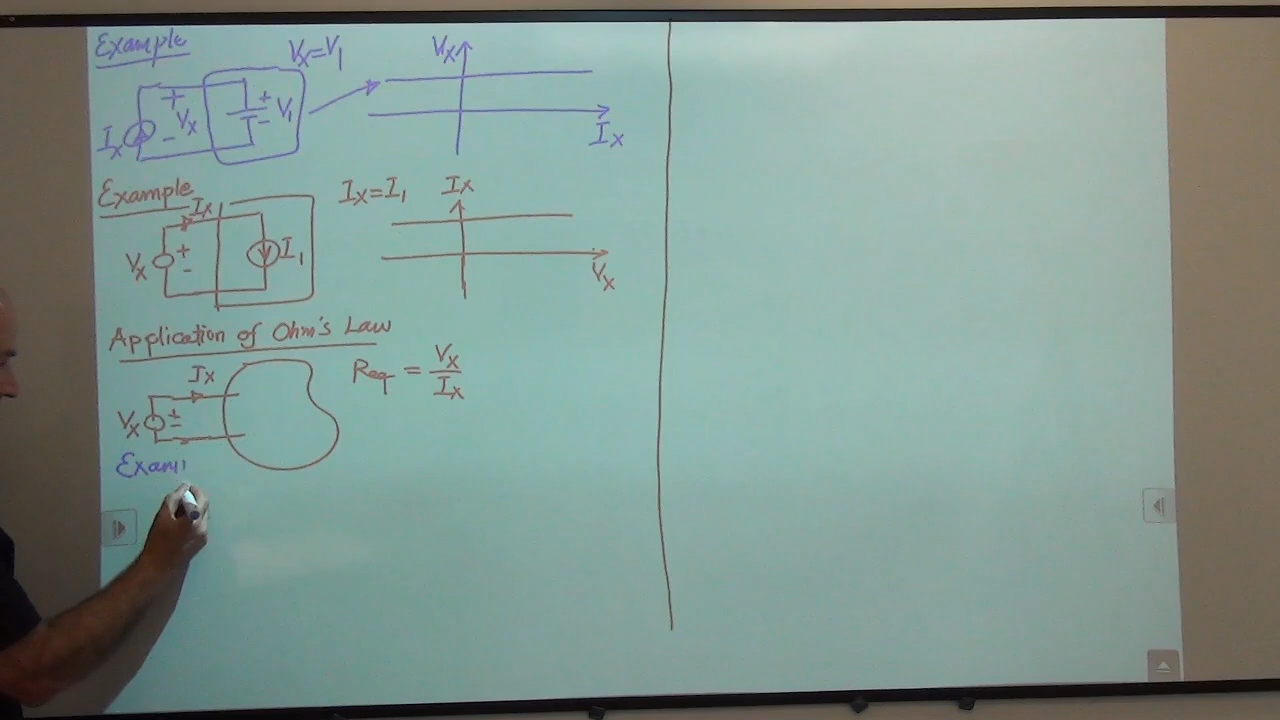 Example
Vx=V1
Vx
Ix
+
Vx
-
+
-
V1
Ix
Example
Ix
Ix=I1
Ix
Vx
+
-
I1
Vx
Application of Ohm's Law
Ix
Req = Vx/Ix
Vx
±
Exam